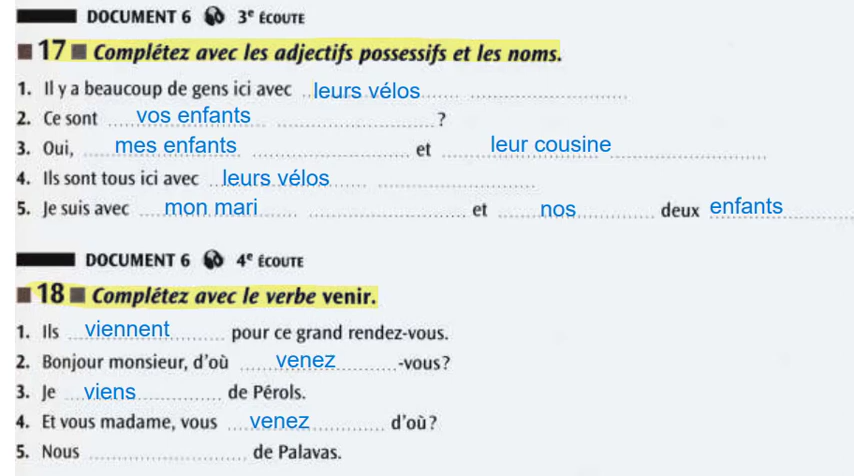 DOCUMENT 6 3e ÉCOUTE
17 Complétez avec les adjectifs possessifs et les noms.
1. Il y a beaucoup de gens ici avec leurs vélos
2. Ce sont vos enfants ?
3. Oui, mes enfants et leur cousine
4. Ils sont tous ici avec leurs vélos
5. Je suis avec mon mari et nos deux enfants
DOCUMENT 6 4e ÉCOUTE
18 Complétez avec le verbe venir.
1. Ils viennent pour ce grand rendez-vous.
2. Bonjour monsieur, d'où venez -vous?
3. Je viens de Pérols.
4. Et vous madame, vous venez d'où?
5. Nous de Palavas.